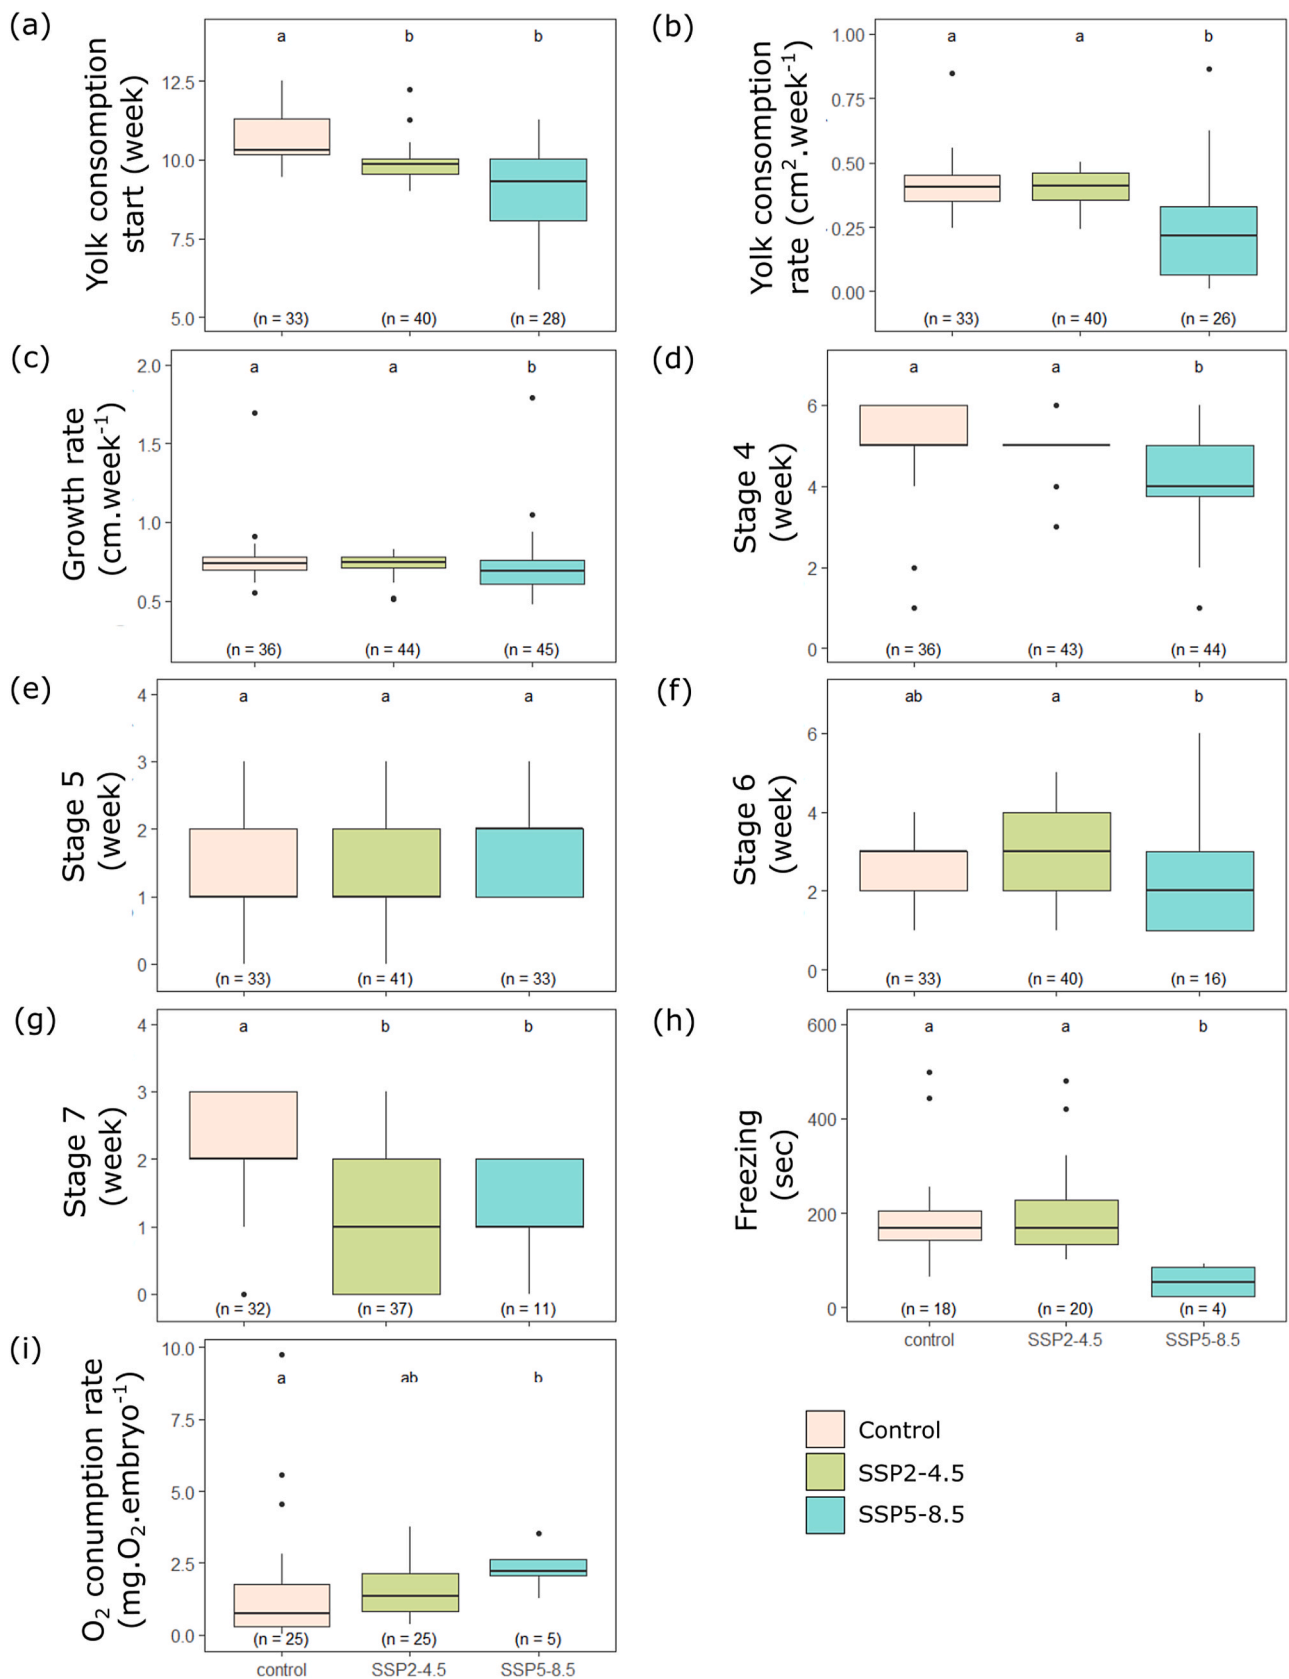 (a)
Yolk consomption
start (week)
12.5
10.0
7.5
5.0
a b b
(n = 33) (n = 40) (n = 28)
(b)
Yolk consomption
rate (cm².week⁻¹)
1.00
0.75
0.50
0.25
0.00
a a b
(n = 33) (n = 40) (n = 26)
(c)
Growth rate
(cm.week⁻¹)
2.0
1.5
1.0
0.5
a a b
(n = 36) (n = 44) (n = 45)
(d)
Stage 4
(week)
6
4
2
0
a a b
(n = 36) (n = 43) (n = 44)
(e)
Stage 5
(week)
4
3
2
1
0
a a a
(n = 33) (n = 41) (n = 33)
(f)
Stage 6
(week)
6
4
2
0
ab a b
(n = 33) (n = 40) (n = 16)
(g)
Stage 7
(week)
4
3
2
1
0
a b b
(n = 32) (n = 37) (n = 11)
(h)
Freezing
(sec)
600
400
200
0
a a b
(n = 18) (n = 20) (n = 4)
control SSP2-4.5 SSP5-8.5
(i)
O₂ conumption rate
(mg.O₂.embryo⁻¹)
10.0
7.5
5.0
2.5
0.0
a ab b
(n = 25) (n = 25) (n = 5)
control SSP2-4.5 SSP5-8.5
Control
SSP2-4.5
SSP5-8.5